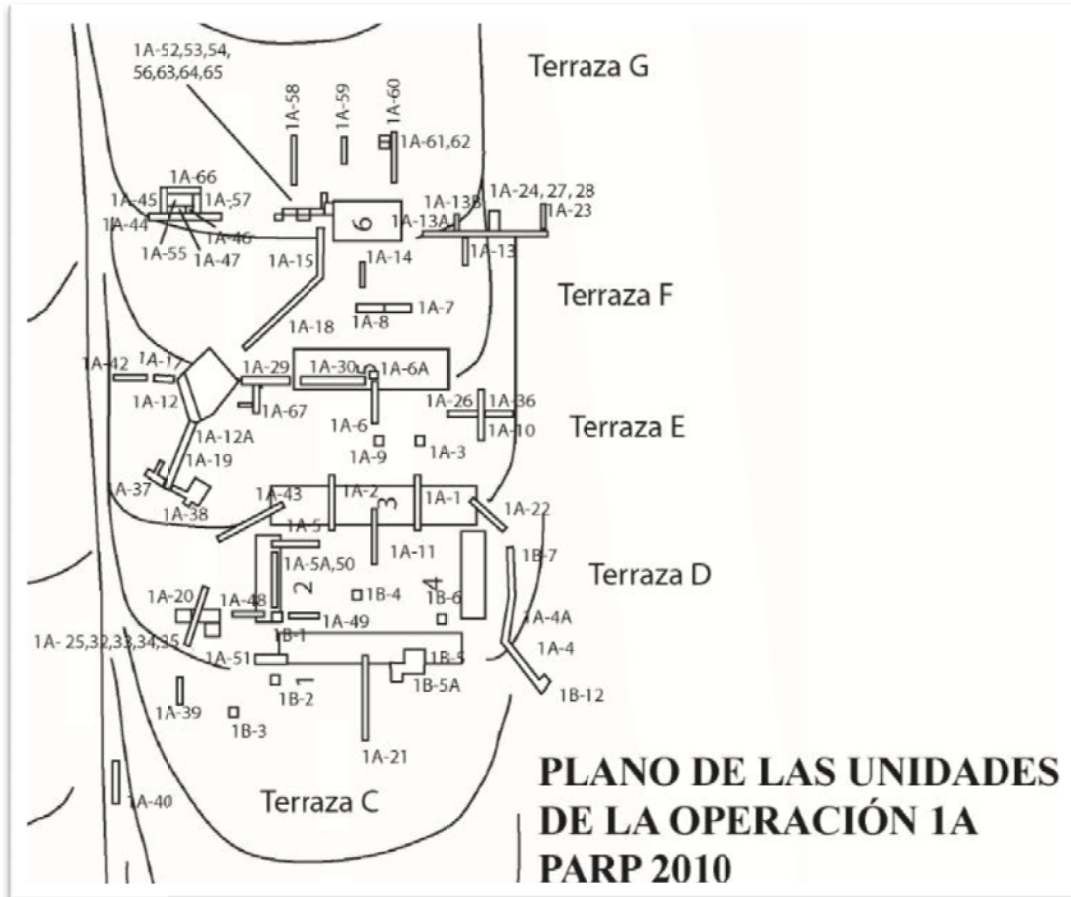 1A-52,53,54,
56,63,64,65
Terraza G
1A-58
1A-59
1A-60
1A-61,62
1A-66
1A-45
1A-57
1A-44
1A-46
1A-55
1A-47
1A-24, 27, 28
1A-13B
1A-23
1A-13A
1A-13
6
1A-15
1A-14
Terraza F
1A-7
1A-8
1A-18
1A-42
1A-17
1A-29
1A-30
5
1A-6A
1A-12
1A-67
1A-6
1A-26
1A-36
1A-10
Terraza E
1A-12A
1A-9
1A-3
1A-19
1A-37
1A-38
1A-43
1A-2
3
1A-1
1A-22
1A-5
1A-11
1B-7
1A-5A,50
2
Terraza D
4
1B-4
1B-6
1A-20
1A-48
1A-49
1A-4A
1B-1
1A- 25,32,33,34,35
1A-51
1B-5
1A-4
1
1B-2
1B-5A
1B-12
1A-39
1B-3
1A-21
1A-40
Terraza C
PLANO DE LAS UNIDADES
DE LA OPERACIÓN 1A
PARP 2010